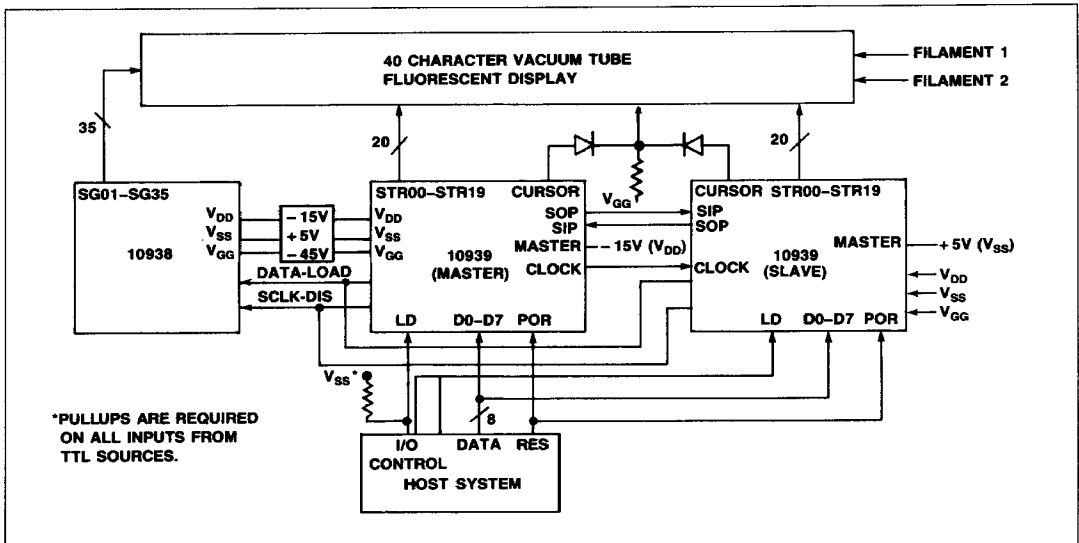 40 CHARACTER VACUUM TUBE
FLUORESCENT DISPLAY
FILAMENT 1
FILAMENT 2
35
20
20
SG01–SG35
VDD
VSS
VGG
10938
– 15V
+ 5V
– 45V
DATA-LOAD
SCLK-DIS
STR00–STR19
CURSOR
VDD
VSS
VGG
10939
(MASTER)
SOP
SIP
MASTER
CLOCK
LD
D0–D7
POR
VGG
– 15V (VDD)
CURSOR STR00–STR19
SIP
SOP
MASTER
10939
(SLAVE)
CLOCK
LD
D0–D7
POR
+ 5V (VSS)
VDD
VSS
VGG
VSS*
8
*PULLUPS ARE REQUIRED
ON ALL INPUTS FROM
TTL SOURCES.
I/O
CONTROL
DATA
RES
HOST SYSTEM